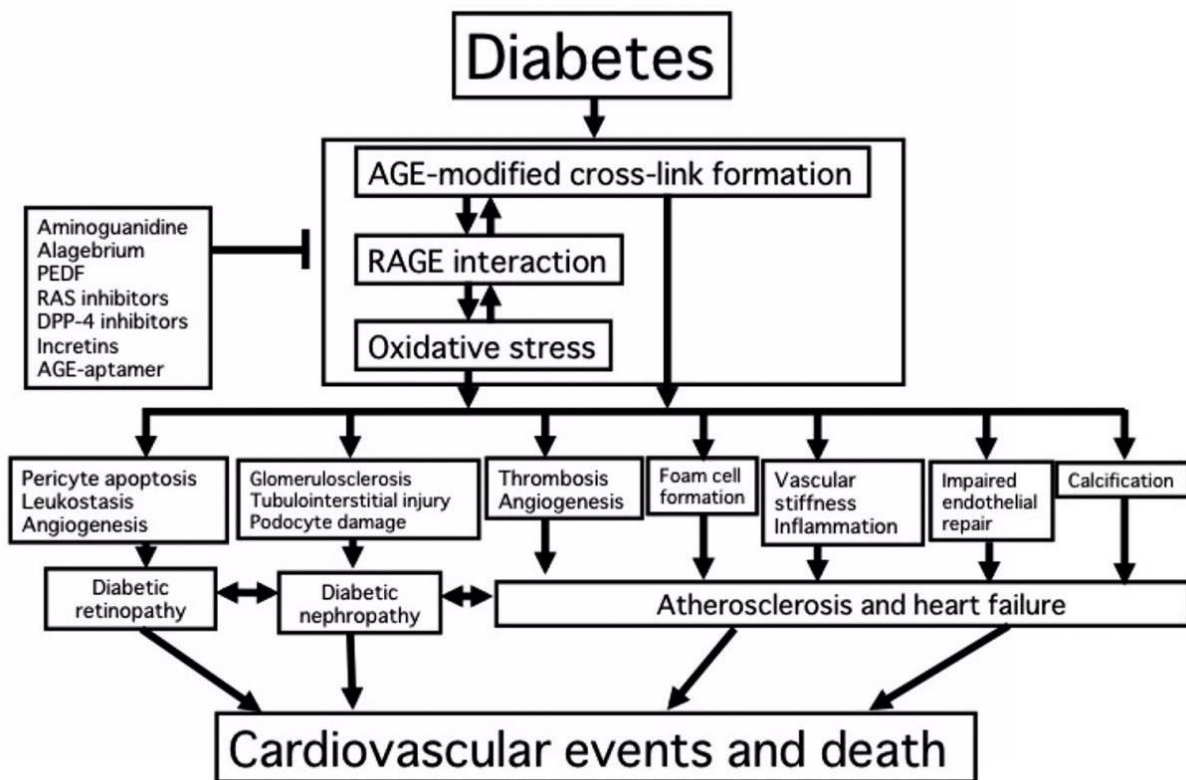 Diabetes
AGE-modified cross-link formation
Aminoguanidine
Alagebrium
PEDF
RAS inhibitors
DPP-4 inhibitors
Incretins
AGE-aptamer
RAGE interaction
Oxidative stress
Pericyte apoptosis
Leukostasis
Angiogenesis
Glomerulosclerosis
Tubulointerstitial injury
Podocyte damage
Thrombosis
Angiogenesis
Foam cell
formation
Vascular
stiffness
Inflammation
Impaired
endothelial
repair
Calcification
Diabetic
retinopathy
Diabetic
nephropathy
Atherosclerosis and heart failure
Cardiovascular events and death